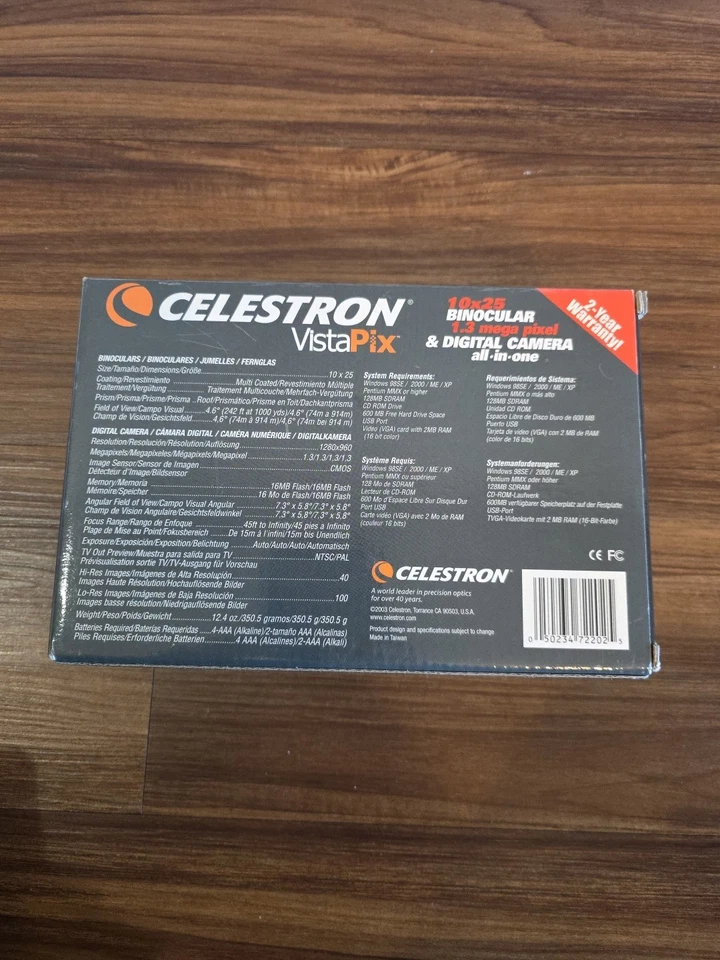 CELESTRON®
VistaPix™
10x25
BINOCULAR
1.3 mega pixel
& DIGITAL CAMERA
all-in-one
2-Year
Warranty!
BINOCULARS / BINOCULARES / JUMELLES / FERNGLAS
Size/Tamaño/Dimensions/Größe 10 x 25
Coating/Revestimiento Multi Coated/Revestimiento Múltiple
Traitement/Vergütung Traitement Multicouche/Mehrfach-Vergütung
Prism/Prisma/Prisme/Prisma Root/Prismático/Prisme en Toit/Dachkantprisma
Field of View/Campo Visual 4.6° (242 ft at 1000 yds)/4.6° (74m a 914m)
Champ de Vision/Gesichtsfeld 4.6° (74m à 914 m)/4.6° (74m bei 914 m)
DIGITAL CAMERA / CÁMARA DIGITAL / CAMÉRA NUMÉRIQUE / DIGITALKAMERA
Resolution/Resolución/Résolution/Auflösung 1280x960
Megapixels/Megapixeles/Mégapixels/Megapixel 1.3/1.3/1.3/1,3
Image Sensor/Sensor de Imagen CMOS
Détecteur d'Image/Bildsensor
Memory/Memoria 16MB Flash/16MB Flash
Mémoire/Speicher 16 Mo de Flash/16MB Flash
Angular Field of View/Campo Visual Angular 7.3° x 5.8°/7.3° x 5.8°
Champ de Vision Angulaire/Gesichtsfeldwinkel 7.3° x 5.8°/7.3° x 5.8°
Focus Range/Rango de Enfoque 45ft to Infinity/45 pies a Infinito
Plage de Mise au Point/Fokusbereich De 15m à l'infini/15m bis Unendlich
Exposure/Exposición/Exposition/Belichtung Auto/Auto/Auto/Automatisch
TV Out Preview/Muestra para salida para TV NTSC/PAL
Prévisualisation sortie TV/TV-Ausgang für Vorschau
Hi-Res Images/Imágenes de Alta Resolución 40
Images Haute Résolution/Hochauflösende Bilder
Lo-Res Images/Imágenes de Baja Resolución 100
Images basse résolution/Niedrigauflösende Bilder
Weight/Peso/Poids/Gewicht 12.4 oz/350.5 gramos/350.5 g/350.5 g
Batteries Required/Baterías Requeridas 4-AAA (Alkaline)/2-tamaño AAA (Alcalinas)
Piles Requises/Erforderliche Batterien 4 AAA (Alcalines)/2-AAA (Alkali)
System Requirements:
Windows 98SE / 2000 / ME / XP
Pentium MMX or higher
128MB SDRAM
CD ROM Drive
600 MB Free Hard Drive Space
USB Port
Video (VGA) card with 2MB RAM
(16 bit color)
Requerimientos de Sistema:
Windows 98SE / 2000 / ME / XP
Pentium MMX o más alto
128MB SDRAM
Unidad CD ROM
Espacio Libre de Disco Duro de 600 MB
Puerto USB
Tarjeta de video (VGA) con 2 MB de RAM
(color de 16 bits)
Système Requis:
Windows 98SE / 2000 / ME / XP
Pentium MMX ou supérieur
128 Mo de SDRAM
Lecteur de CD-ROM
600 Mo d'Espace Libre Sur Disque Dur
Port USB
Carte vidéo (VGA) avec 2 Mo de RAM
(couleur 16 bits)
Systemanforderungen:
Windows 98SE / 2000 / ME / XP
Pentium MMX oder höher
128MB SDRAM
CD-ROM-Laufwerk
600MB verfügbarer Speicherplatz auf der Festplatte
USB-Port
TVGA-Videokarte mit 2 MB RAM (16-Bit-Farbe)
CE FC
CELESTRON®
A world leader in precision optics
for over 40 years.
©2003 Celestron, Torrance CA 90503, U.S.A.
www.celestron.com
Product design and specifications subject to change
Made in Taiwan
0 50234 72202 5